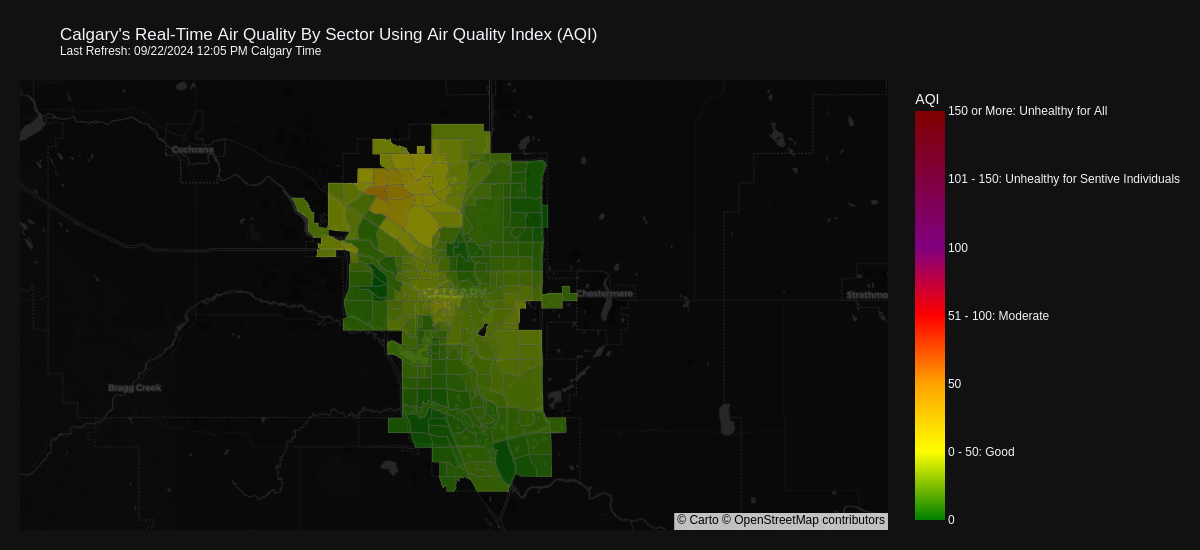 Calgary's Real-Time Air Quality By Sector Using Air Quality Index (AQI)
Last Refresh: 09/22/2024 12:05 PM Calgary Time
AQI
150 or More: Unhealthy for All
Cochrane
101 - 150: Unhealthy for Sentive Individuals
100
CALGARY
Chestermere
Strathmo
51 - 100: Moderate
Bragg Creek
50
0 - 50: Good
© Carto © OpenStreetMap contributors
0